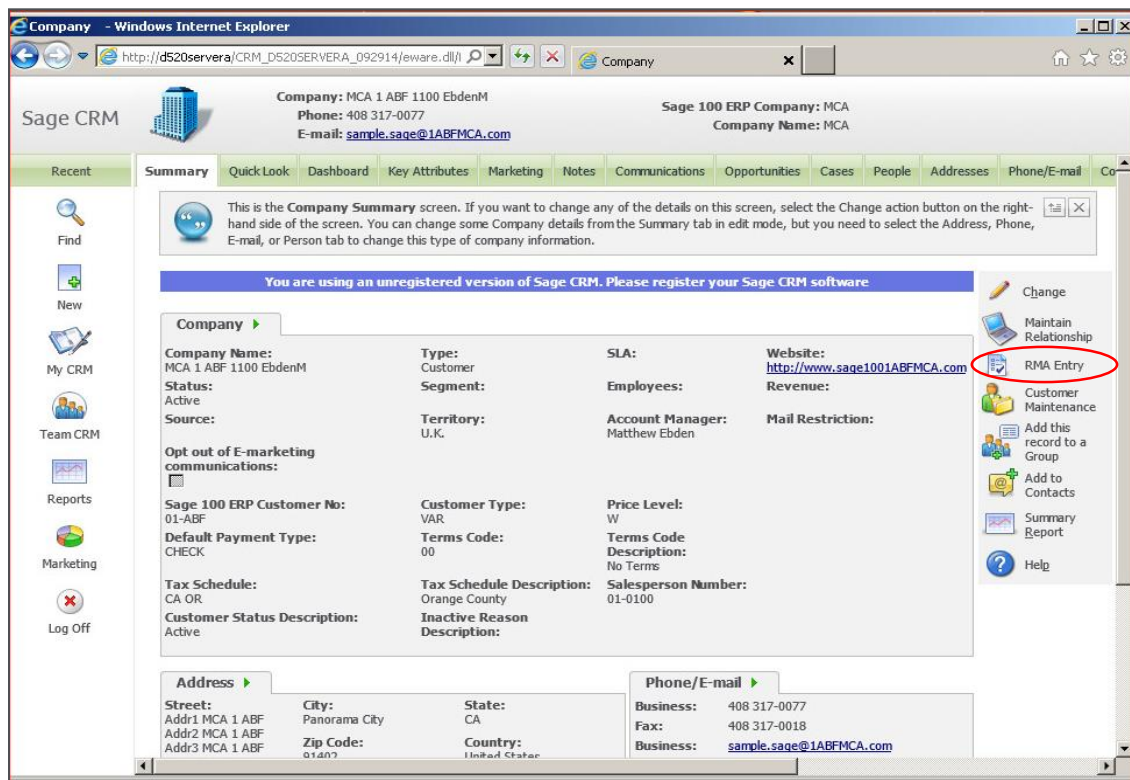 Company - Windows Internet Explorer
http://d520servera/CRM_D520SERVERA_092914/eware.dll/
Company
Sage CRM
Company: MCA 1 ABF 1100 EbdenM
Phone: 408 317-0077
E-mail: sample.sage@1ABFMCA.com
Sage 100 ERP Company: MCA
Company Name: MCA
Recent
Summary Quick Look Dashboard Key Attributes Marketing Notes Communications Opportunities Cases People Addresses Phone/E-mail Co
Find
New
My CRM
Team CRM
Reports
Marketing
Log Off
This is the Company Summary screen. If you want to change any of the details on this screen, select the Change action button on the right-
hand side of the screen. You can change some Company details from the Summary tab in edit mode, but you need to select the Address, Phone,
E-mail, or Person tab to change this type of company information.
You are using an unregistered version of Sage CRM. Please register your Sage CRM software
Company
Company Name: Type: SLA: Website:
MCA 1 ABF 1100 EbdenM Customer http://www.sage1001ABFMCA.com
Status: Segment: Employees: Revenue:
Active
Source: Territory: Account Manager: Mail Restriction:
U.K. Matthew Ebden
Opt out of E-marketing
communications:
Sage 100 ERP Customer No: Customer Type: Price Level:
01-ABF VAR W
Default Payment Type: Terms Code: Terms Code
CHECK 00 Description:
No Terms
Tax Schedule: Tax Schedule Description: Salesperson Number:
CA OR Orange County 01-0100
Customer Status Description: Inactive Reason
Active Description:
Change
Maintain
Relationship
RMA Entry
Customer
Maintenance
Add this
record to a
Group
Add to
Contacts
Summary
Report
Help
Address
Street: City: State:
Addr1 MCA 1 ABF Panorama City CA
Addr2 MCA 1 ABF
Addr3 MCA 1 ABF Zip Code: Country:
91402 United States
Phone/E-mail
Business: 408 317-0077
Fax: 408 317-0018
Business: sample.sage@1ABFMCA.com